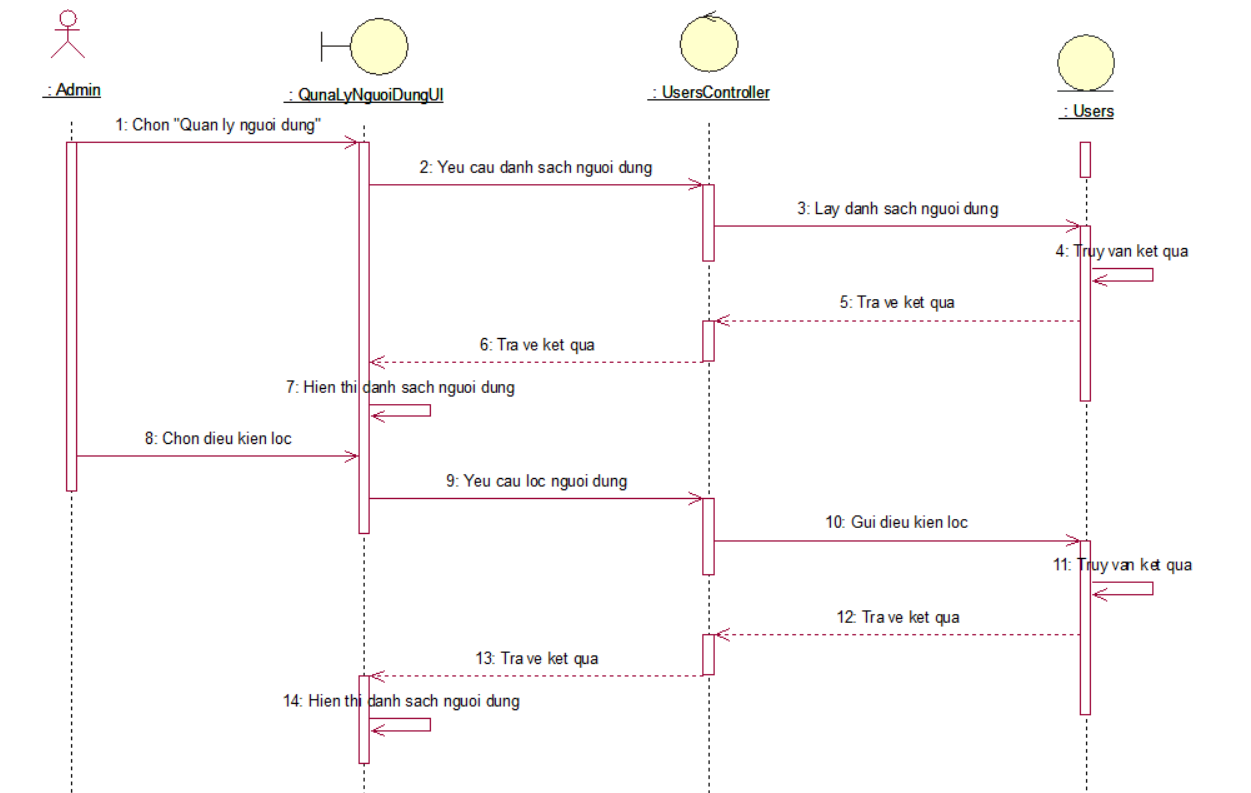 : Admin
: QunaLyNguoiDungUI
: UsersController
: Users
1: Chon "Quan ly nguoi dung"
2: Yeu cau danh sach nguoi dung
3: Lay danh sach nguoi dung
4: Truy van ket qua
5: Tra ve ket qua
6: Tra ve ket qua
7: Hien thi danh sach nguoi dung
8: Chon dieu kien loc
9: Yeu cau loc nguoi dung
10: Gui dieu kien loc
11: Truy van ket qua
12: Tra ve ket qua
13: Tra ve ket qua
14: Hien thi danh sach nguoi dung